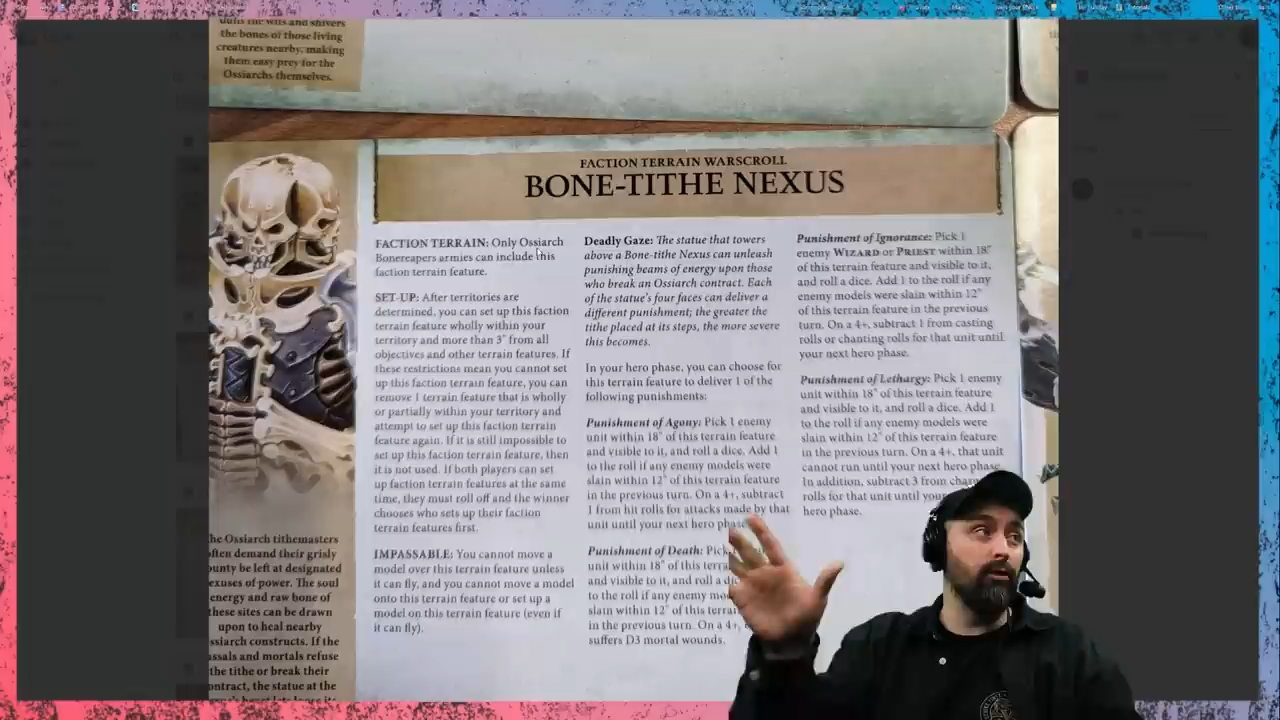 dulls the wits and shivers
the bones of those living
creatures nearby, making
them easy prey for the
Ossiarchs themselves.
FACTION TERRAIN WARSCROLL
BONE-TITHE NEXUS
FACTION TERRAIN: Only Ossiarch
Bonereapers armies can include this
faction terrain feature.
SET-UP: After territories are
determined, you can set up this faction
terrain feature wholly within your
territory and more than 3" from all
objectives and other terrain features. If
these restrictions mean you cannot set
up this faction terrain feature, you can
remove 1 terrain feature that is wholly
or partially within your territory and
attempt to set up this faction terrain
feature again. If it is still impossible to
set up this faction terrain feature, then
it is not used. If both players can set
up faction terrain features at the same
time, they must roll off and the winner
chooses who sets up their faction
terrain features first.
IMPASSABLE: You cannot move a
model over this terrain feature unless
it can fly, and you cannot move a model
onto this terrain feature or set up a
model on this terrain feature (even if
it can fly).
Deadly Gaze: The statue that towers
above a Bone-tithe Nexus can unleash
punishing beams of energy upon those
who break an Ossiarch contract. Each
of the statue's four faces can deliver a
different punishment; the greater the
tithe placed at its steps, the more severe
this becomes.
In your hero phase, you can choose for
this terrain feature to deliver 1 of the
following punishments:
Punishment of Agony: Pick 1 enemy
unit within 18" of this terrain feature
and visible to it, and roll a dice. Add 1
to the roll if any enemy models were
slain within 12" of this terrain feature
in the previous turn. On a 4+, subtract
1 from hit rolls for attacks made by that
unit until your next hero phase
Punishment of Death: Pick
unit within 18" of this terra
and visible to it, and roll a dic
to the roll if any enemy mo
slain within 12" of this terrai
in the previous turn. On a 4+,
suffers D3 mortal wounds.
Punishment of Ignorance: Pick 1
enemy WIZARD or PRIEST within 18"
of this terrain feature and visible to it,
and roll a dice. Add 1 to the roll if any
enemy models were slain within 12"
of this terrain feature in the previous
turn. On a 4+, subtract 1 from casting
rolls or chanting rolls for that unit until
your next hero phase.
Punishment of Lethargy: Pick 1 enemy
unit within 18" of this terrain feature
and visible to it, and roll a dice. Add 1
to the roll if any enemy models were
slain within 12" of this terrain feature
in the previous turn. On a 4+, that unit
cannot run until your next hero phase.
In addition, subtract 3 from charge
rolls for that unit until your
hero phase.
he Ossiarch tithemasters
ften demand their grisly
ounty be left at designated
exuses of power. The soul
energy and raw bone of
these sites can be drawn
upon to heal nearby
ssiarch constructs. If the
assals and mortals refuse
the tithe or break their
ontract, the statue at the